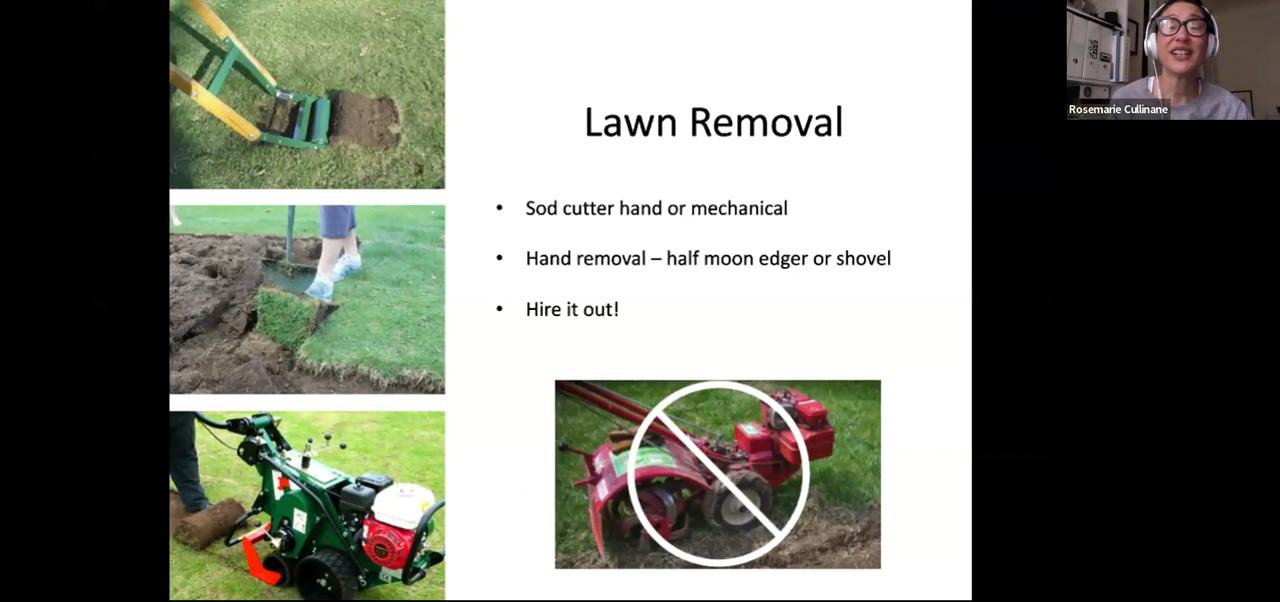 Lawn Removal
• Sod cutter hand or mechanical
• Hand removal – half moon edger or shovel
• Hire it out!
Rosemarie Cullinane